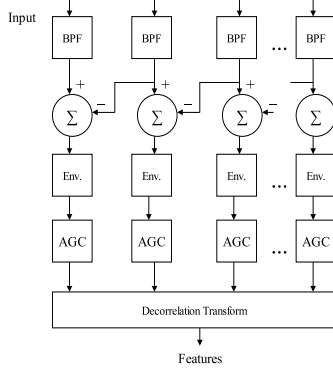 Input
BPF BPF BPF ... BPF
+ + +
Σ − Σ − Σ − Σ
Env. Env. Env. ... Env.
AGC AGC AGC ... AGC
Decorrelation Transform
Features